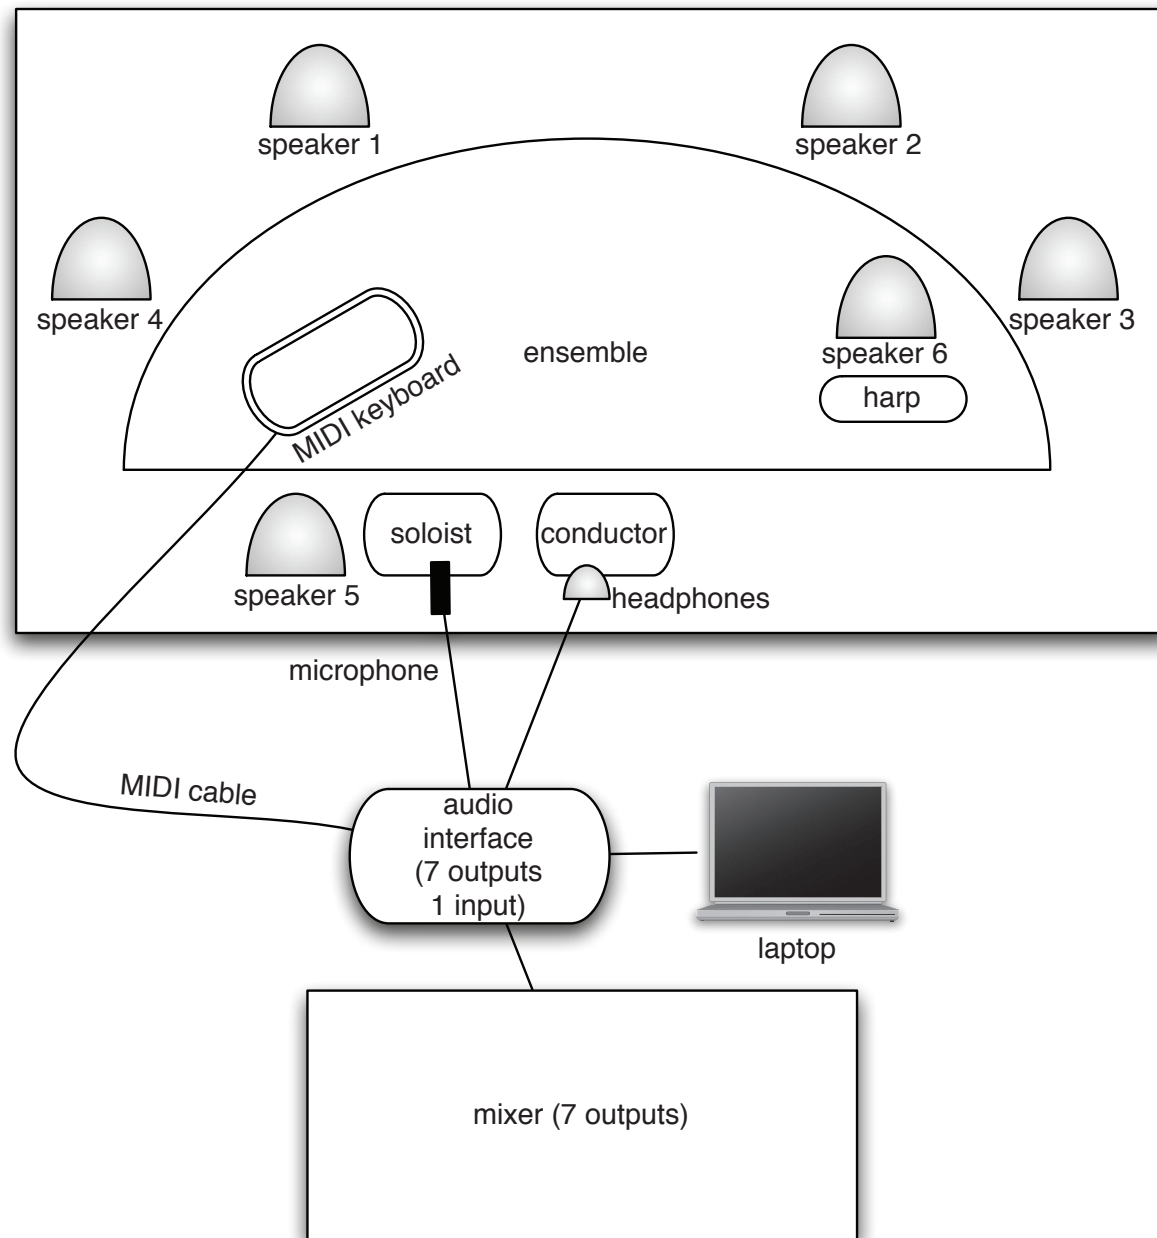 speaker 1
speaker 2
speaker 4
speaker 3
ensemble
speaker 6
MIDI keyboard
harp
soloist
conductor
speaker 5
headphones
microphone
MIDI cable
audio
interface
(7 outputs
1 input)
laptop
mixer (7 outputs)